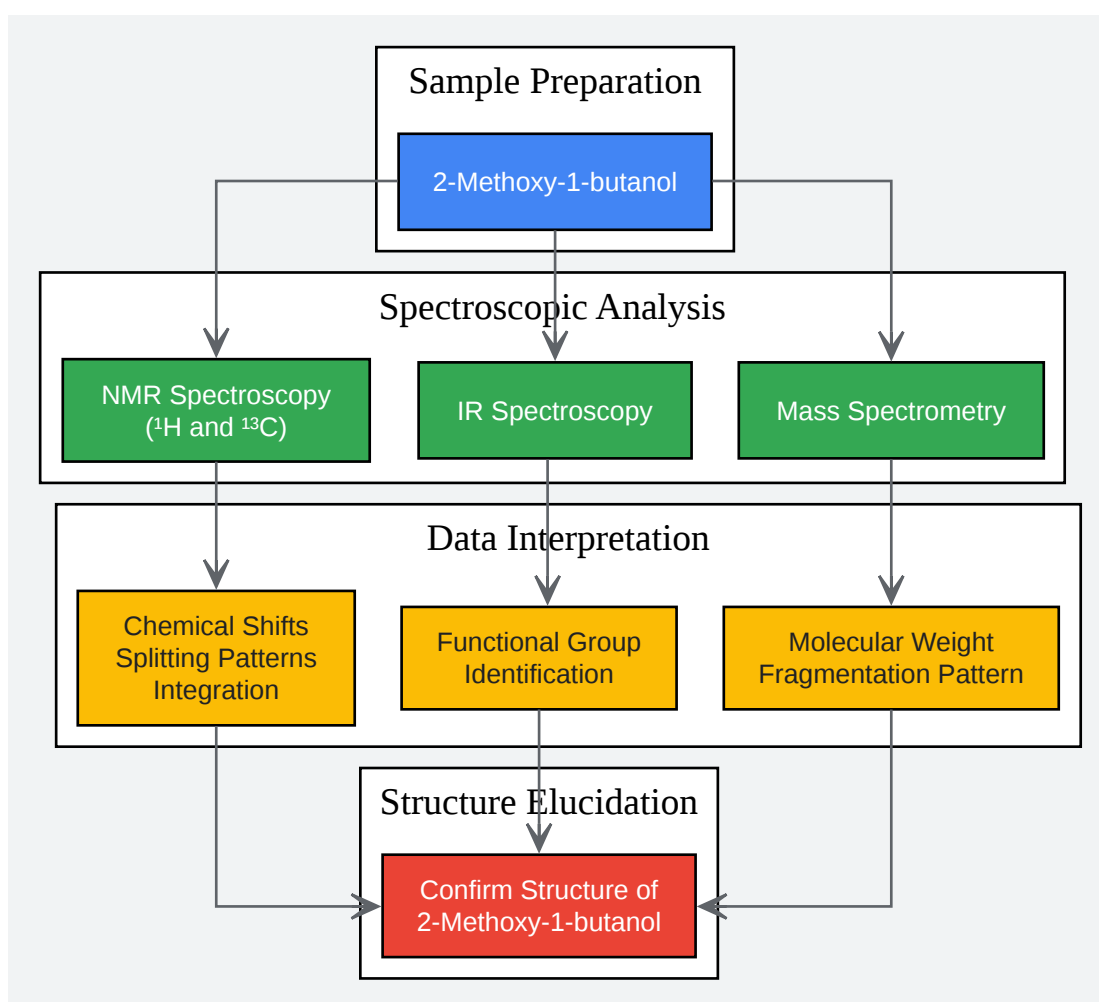 Sample Preparation
2-Methoxy-1-butanol
Spectroscopic Analysis
NMR Spectroscopy
(¹H and ¹³C)
IR Spectroscopy
Mass Spectrometry
Data Interpretation
Chemical Shifts
Splitting Patterns
Integration
Functional Group
Identification
Molecular Weight
Fragmentation Pattern
Structure Elucidation
Confirm Structure of
2-Methoxy-1-butanol